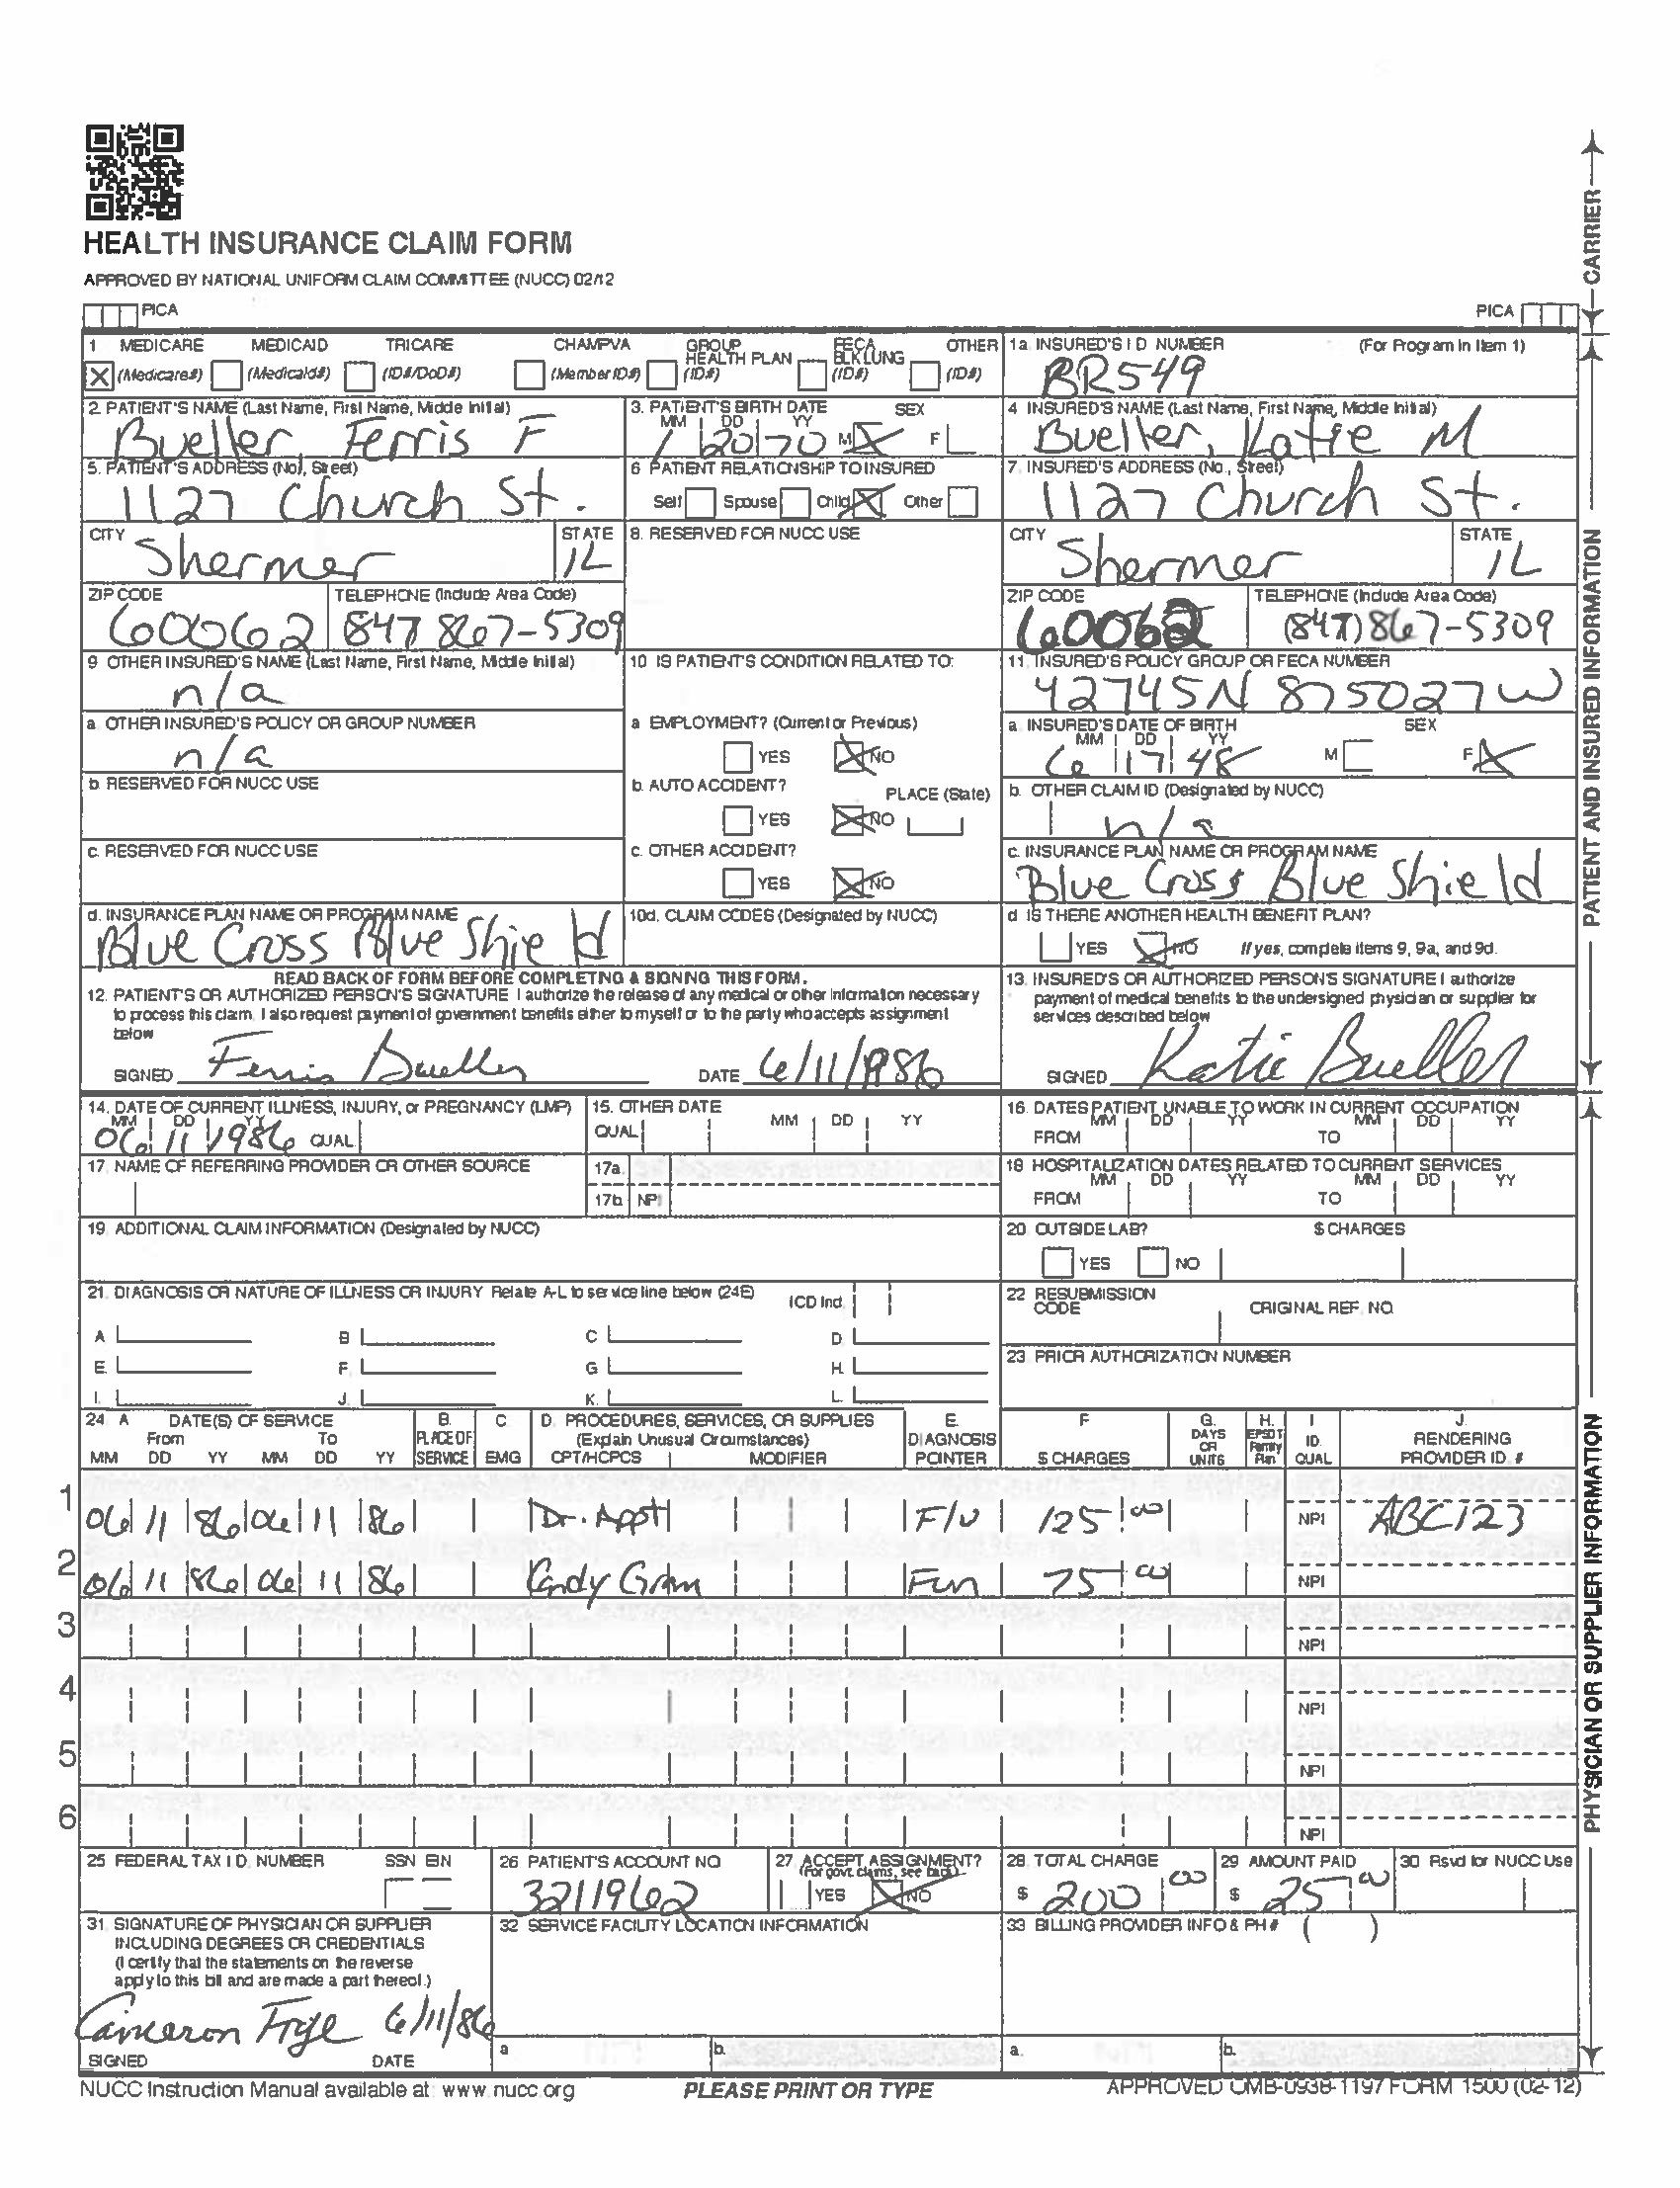 HEALTH INSURANCE CLAIM FORM
APPROVED BY NATIONAL UNIFORM CLAIM COMMITTEE (NUCC) 02/12
PICA
PICA
CARRIER
1 MEDICARE MEDICAID TRICARE CHAMPVA GROUP HEALTH PLAN FECA BLK LUNG OTHER
X (Medicare#) (Medicaid#) (ID#/DoD#) (Member ID#) (ID#) (ID#) (ID#)
1a. INSURED'S I D NUMBER (For Program in Item 1)
BR549
2. PATIENT'S NAME (Last Name, First Name, Middle Initial)
Bueller, Ferris F
3. PATIENT'S BIRTH DATE SEX
MM DD YY
1 20 70 M X F
4 INSURED'S NAME (Last Name, First Name, Middle Initial)
Bueller, Katie M
5. PATIENT'S ADDRESS (No., Street)
1127 Church St.
6 PATIENT RELATIONSHIP TO INSURED
Self Spouse Child X Other
7. INSURED'S ADDRESS (No., Street)
1127 Church St.
CITY
Shermer
STATE
IL
8. RESERVED FOR NUCC USE
CITY
Shermer
STATE
IL
ZIP CODE
60062
TELEPHONE (Include Area Code)
847 867-5309
ZIP CODE
60062
TELEPHONE (Include Area Code)
(847) 867-5309
9 OTHER INSURED'S NAME (Last Name, First Name, Middle Initial)
n/a
10 IS PATIENT'S CONDITION RELATED TO:
11. INSURED'S POLICY GROUP OR FECA NUMBER
42745N 875027W
a. OTHER INSURED'S POLICY OR GROUP NUMBER
n/a
a EMPLOYMENT? (Current or Previous)
YES X NO
a. INSURED'S DATE OF BIRTH SEX
MM DD YY
6 17 48 M F X
b. RESERVED FOR NUCC USE
b. AUTO ACCIDENT? PLACE (State)
YES X NO
b. OTHER CLAIM ID (Designated by NUCC)
n/a
c. RESERVED FOR NUCC USE
c. OTHER ACCIDENT?
YES X NO
c. INSURANCE PLAN NAME OR PROGRAM NAME
Blue Cross Blue Shield
d. INSURANCE PLAN NAME OR PROGRAM NAME
Blue Cross Blue Shield
10d. CLAIM CODES (Designated by NUCC)
d IS THERE ANOTHER HEALTH BENEFIT PLAN?
YES X NO If yes, complete items 9, 9a, and 9d.
READ BACK OF FORM BEFORE COMPLETING & SIGNING THIS FORM.
12. PATIENT'S OR AUTHORIZED PERSON'S SIGNATURE I authorize the release of any medical or other information necessary
to process this claim. I also request payment of government benefits either to myself or to the party who accepts assignment
below
SIGNED Ferris Bueller DATE 6/11/1986
13. INSURED'S OR AUTHORIZED PERSON'S SIGNATURE I authorize
payment of medical benefits to the undersigned physician or supplier for
services described below
SIGNED Katie Bueller
PATIENT AND INSURED INFORMATION
14. DATE OF CURRENT ILLNESS, INJURY, or PREGNANCY (LMP)
MM DD YY
06 11 1986 QUAL
15. OTHER DATE
QUAL MM DD YY
16. DATES PATIENT UNABLE TO WORK IN CURRENT OCCUPATION
MM DD YY MM DD YY
FROM TO
17. NAME OF REFERRING PROVIDER OR OTHER SOURCE
17a.
17b. NPI
18 HOSPITALIZATION DATES RELATED TO CURRENT SERVICES
MM DD YY MM DD YY
FROM TO
19. ADDITIONAL CLAIM INFORMATION (Designated by NUCC)
20. OUTSIDE LAB? $ CHARGES
YES NO
21. DIAGNOSIS OR NATURE OF ILLNESS OR INJURY Relate A-L to service line below (24E) ICD Ind.
A B C D.
E. F. G H.
I. J. K. L.
22 RESUBMISSION CODE ORIGINAL REF. NO.
23. PRIOR AUTHORIZATION NUMBER
24. A DATE(S) OF SERVICE B. C D. PROCEDURES, SERVICES, OR SUPPLIES E. F G. H. I J.
From To PLACE OF (Explain Unusual Circumstances) DIAGNOSIS DAYS OR EPSDT Family ID. RENDERING
MM DD YY MM DD YY SERVICE EMG CPT/HCPCS MODIFIER POINTER $ CHARGES UNITS Plan QUAL PROVIDER ID. #
1 06 11 86 06 11 86 Dr. Appt F/U 125 00 NPI ABC123
2 06 11 86 06 11 86 Candy Gram Fun 75 00 NPI
3 NPI
4 NPI
5 NPI
6 NPI
25 FEDERAL TAX I D. NUMBER SSN EIN
26 PATIENT'S ACCOUNT NO
3211962
27. ACCEPT ASSIGNMENT?
(For govt. claims, see back)
YES X NO
28. TOTAL CHARGE
$ 200 00
29 AMOUNT PAID
$ 25 00
30 Rsvd for NUCC Use
31. SIGNATURE OF PHYSICIAN OR SUPPLIER
INCLUDING DEGREES OR CREDENTIALS
(I certify that the statements on the reverse
apply to this bill and are made a part thereof.)
Cameron Frye 6/11/86
SIGNED DATE
32 SERVICE FACILITY LOCATION INFORMATION
a b.
33 BILLING PROVIDER INFO & PH # ( )
a. b.
PHYSICIAN OR SUPPLIER INFORMATION
NUCC Instruction Manual available at: www.nucc.org
PLEASE PRINT OR TYPE
APPROVED OMB-0938-1197 FORM 1500 (02-12)